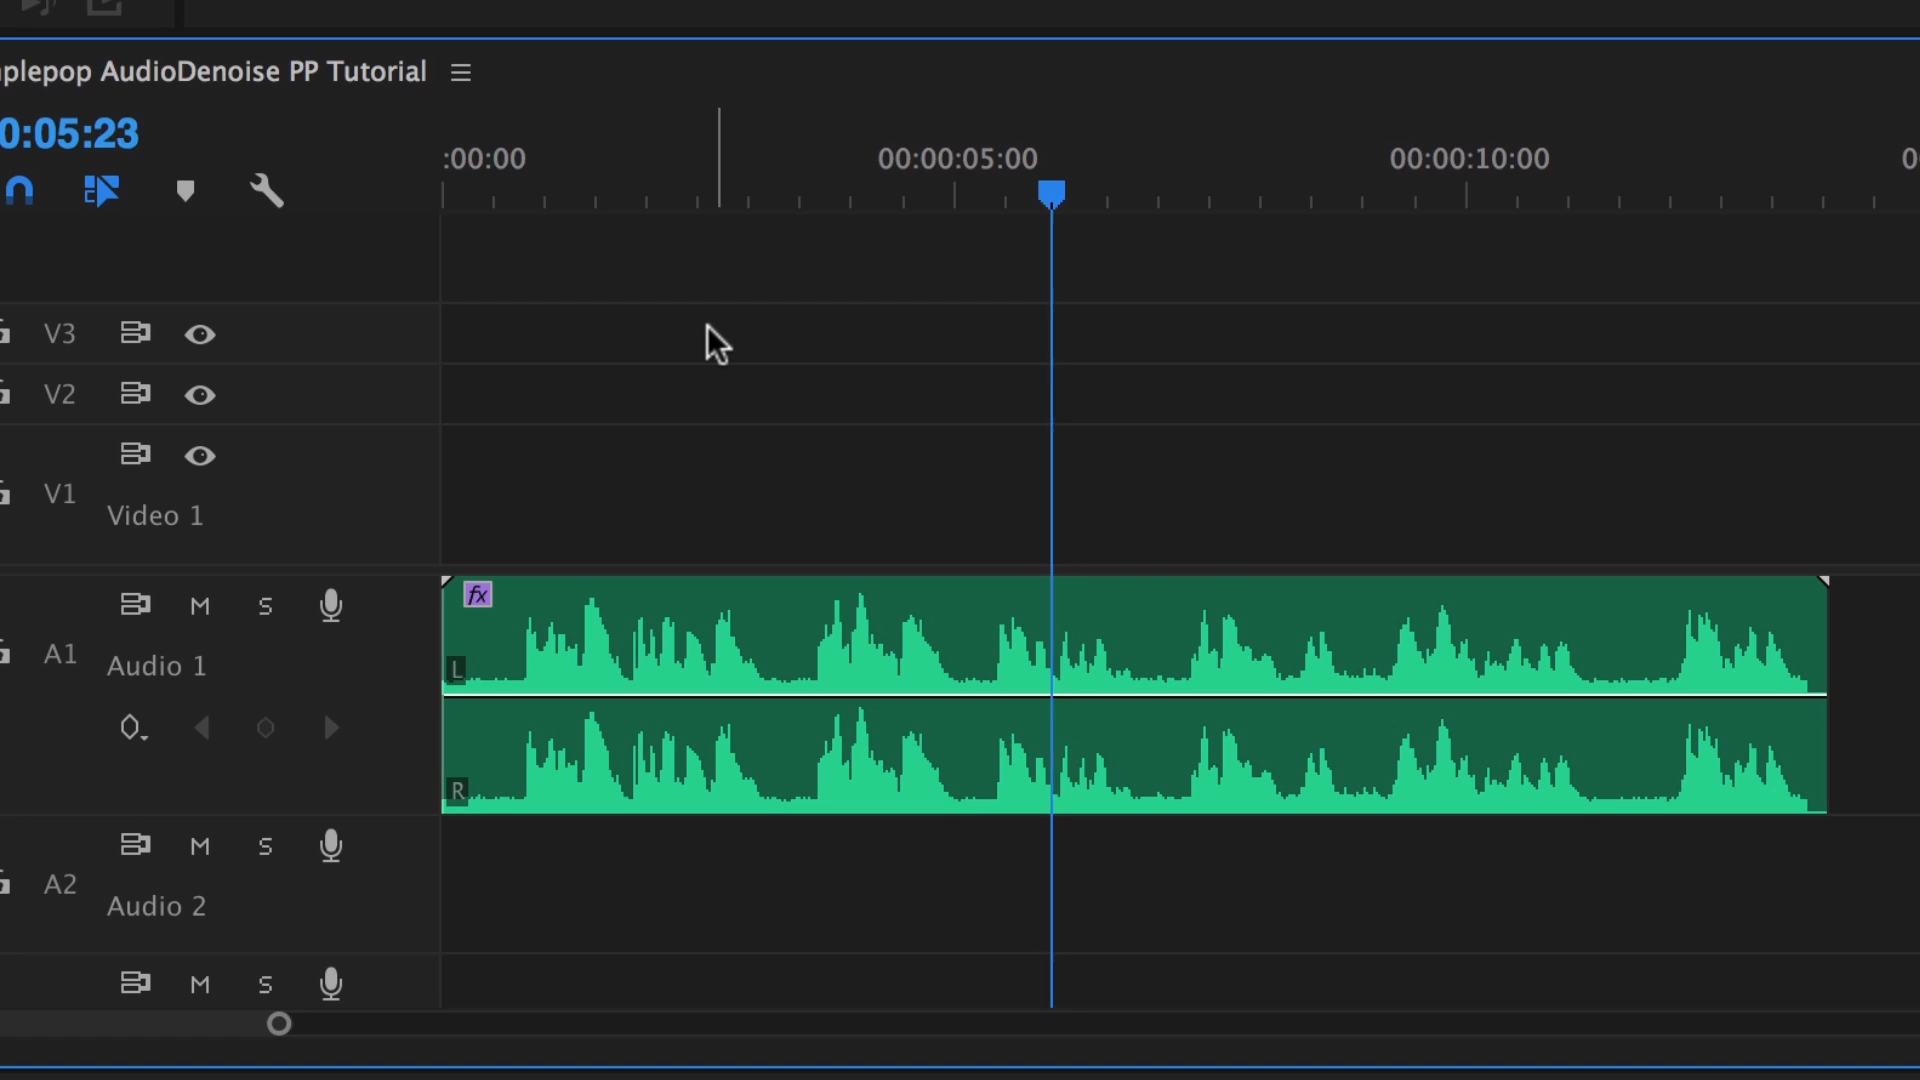 plepop AudioDenoise PP Tutorial
0:05:23
:00:00
00:00:05:00
00:00:10:00
0
V3
V2
V1
Video 1
fx
M
S
A1
Audio 1
L
R
M
S
A2
Audio 2
M
S